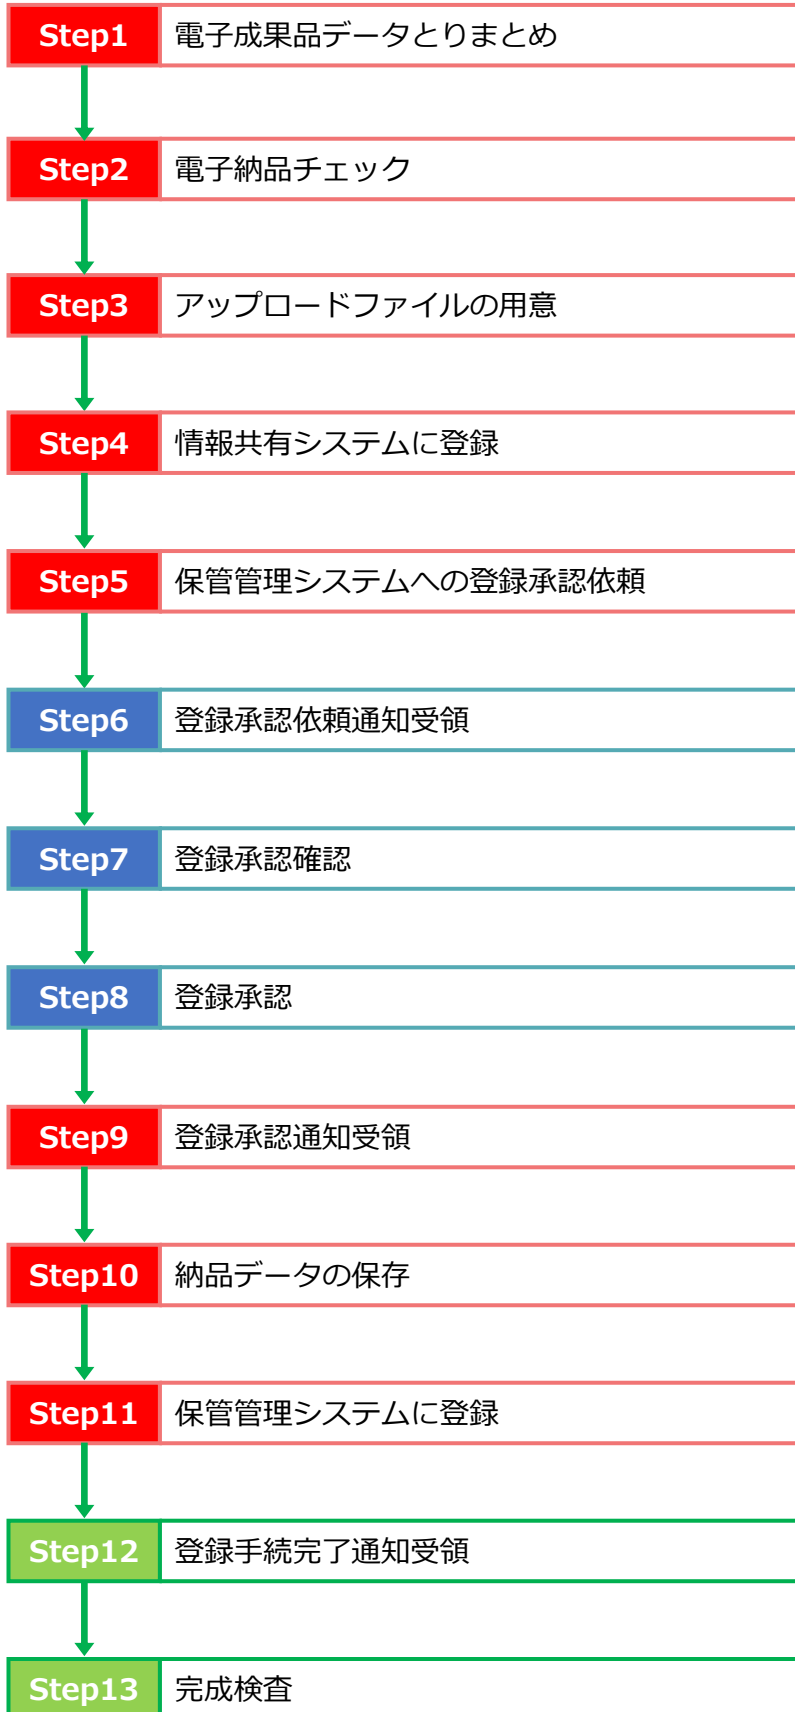 Step1 電子成果品データとりまとめ
Step2 電子納品チェック
Step3 アップロードファイルの用意
Step4 情報共有システムに登録
Step5 保管管理システムへの登録承認依頼
Step6 登録承認依頼通知受領
Step7 登録承認確認
Step8 登録承認
Step9 登録承認通知受領
Step10 納品データの保存
Step11 保管管理システムに登録
Step12 登録手続完了通知受領
Step13 完成検査